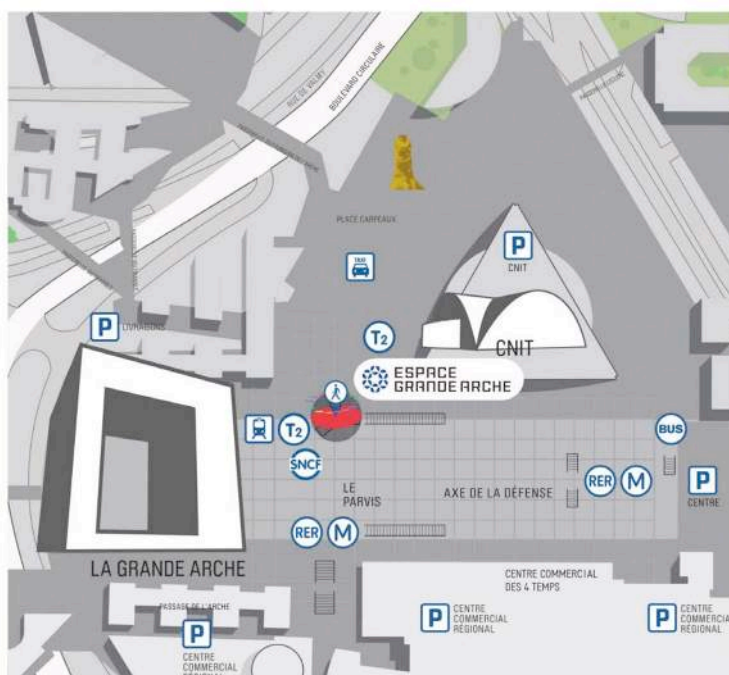 RUE DE VALMY
BOULEVARD CIRCULAIRE
PLACE CARPEAUX
TAXI
P
CNIT
P
LIVRAISONS
T2
CNIT
ESPACE
GRANDE ARCHE
T2
SNCF
BUS
LE
PARVIS
AXE DE LA DÉFENSE
RER
M
P
CENTRE
RER
M
LA GRANDE ARCHE
CENTRE COMMERCIAL
DES 4 TEMPS
PASSAGE DE L'ARCHE
P
CENTRE
COMMERCIAL
RÉGIONAL
P
CENTRE
COMMERCIAL
RÉGIONAL
P
CENTRE
COMMERCIAL
RÉGIONAL